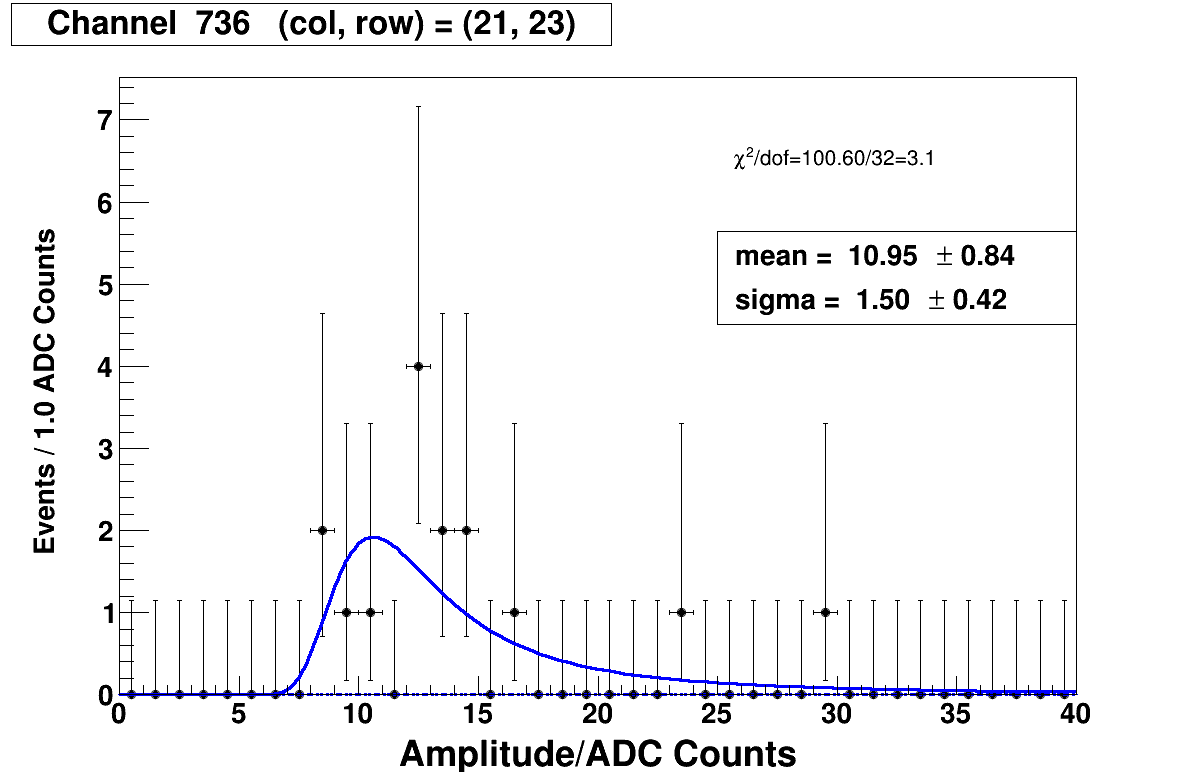 Channel 736 (col, row) = (21, 23)
χ²/dof=100.60/32=3.1
mean = 10.95 ± 0.84
sigma = 1.50 ± 0.42
Events / 1.0 ADC Counts
7
6
5
4
3
2
1
0
0 5 10 15 20 25 30 35 40
Amplitude/ADC Counts